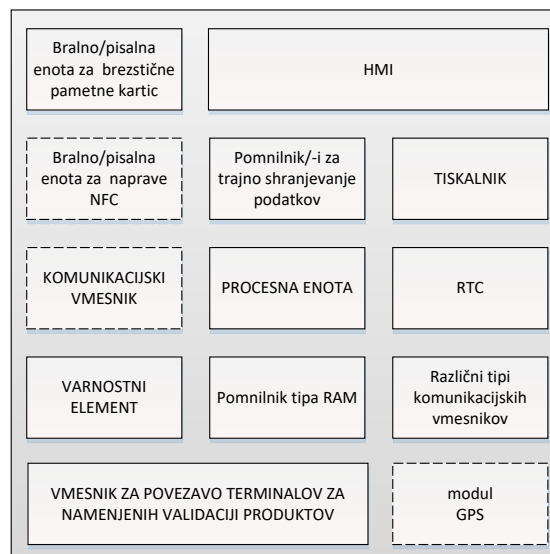 Bralno/pisalna
enota za brezstične
pametne kartic
HMI
Bralno/pisalna
enota za naprave
NFC
Pomnilnik/-i za
trajno shranjevanje
podatkov
TISKALNIK
KOMUNIKACIJSKI
VMESNIK
PROCESNA ENOTA
RTC
VARNOSTNI
ELEMENT
Pomnilnik tipa RAM
Različni tipi
komunikacijskih
vmesnikov
VMESNIK ZA POVEZAVO TERMINALOV ZA
NAMENJENIH VALIDACIJI PRODUKTOV
modul
GPS